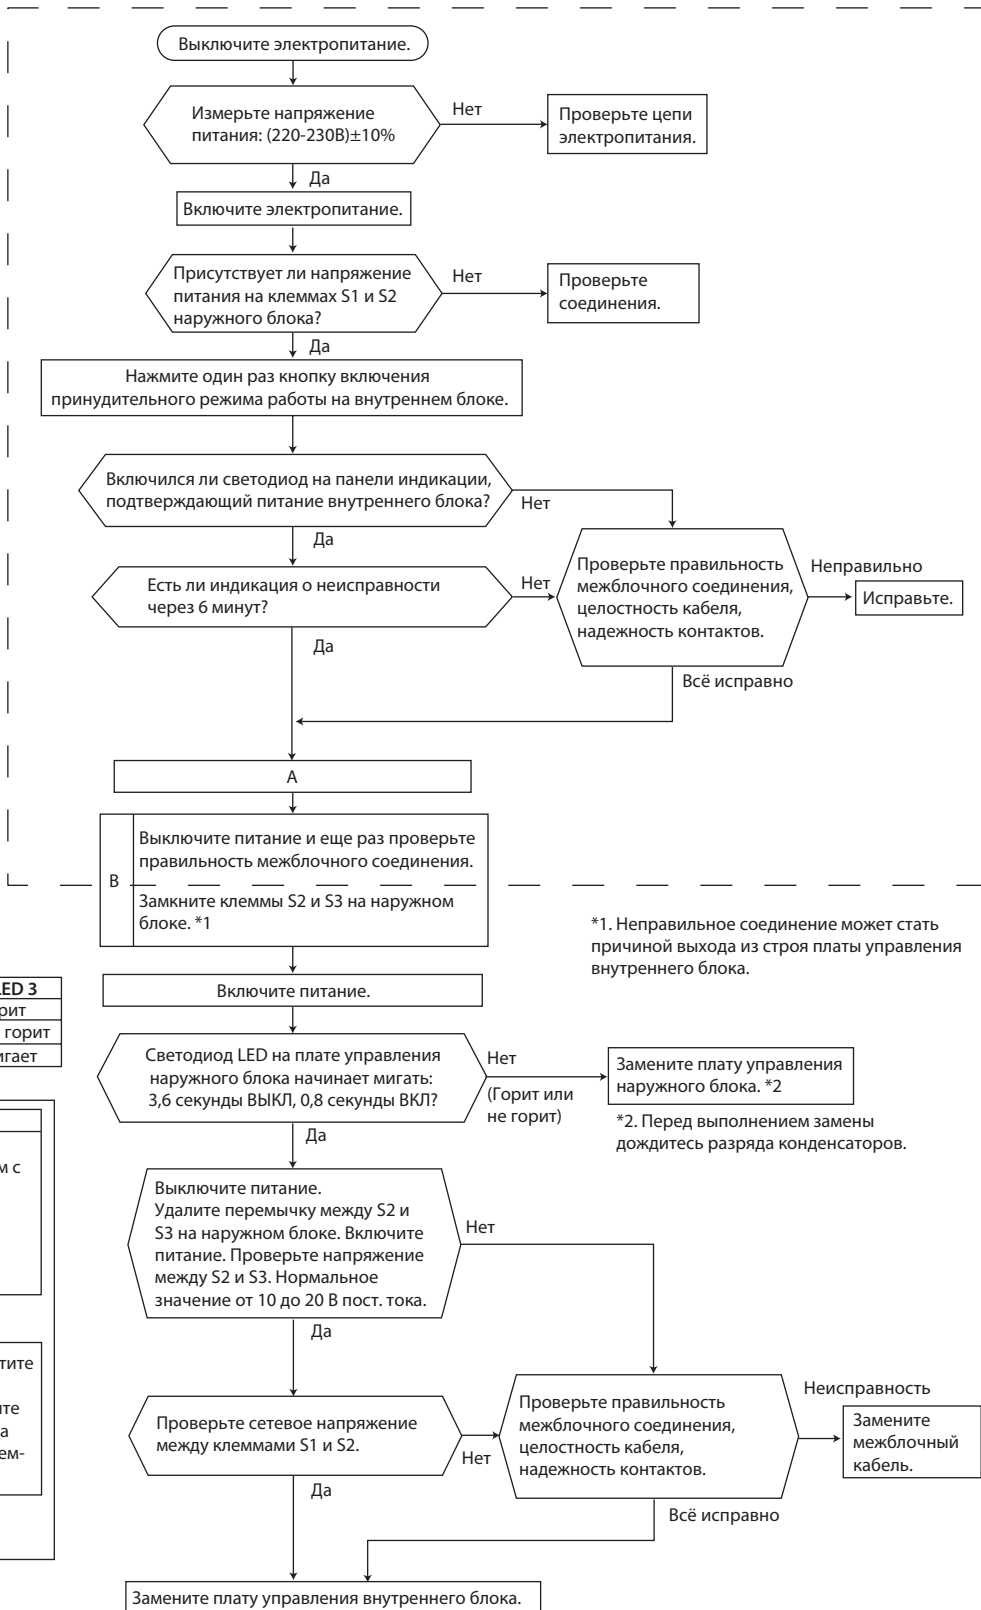 Выключите электропитание.
Измерьте напряжение
питания: (220-230В)±10%
Нет
Проверьте цепи
электропитания.
Да
Включите электропитание.
Присутствует ли напряжение
питания на клеммах S1 и S2
наружного блока?
Нет
Проверьте
соединения.
Да
Нажмите один раз кнопку включения
принудительного режима работы на внутреннем блоке.
Включился ли светодиод на панели индикации,
подтверждающий питание внутреннего блока?
Нет
Да
Есть ли индикация о неисправности
через 6 минут?
Нет
Проверьте правильность
межблочного соединения,
целостность кабеля,
надежность контактов.
Неправильно
Исправьте.
Да
Всё исправно
A
B
Выключите питание и еще раз проверьте
правильность межблочного соединения.
Замкните клеммы S2 и S3 на наружном
блоке. *1
*1. Неправильное соединение может стать
причиной выхода из строя платы управления
внутреннего блока.
LED 3
горит
Включите питание.
Светодиод LED на плате управления
наружного блока начинает мигать:
3,6 секунды ВЫКЛ, 0,8 секунды ВКЛ?
Нет
(Горит или
не горит)
Замените плату управления
наружного блока. *2
*2. Перед выполнением замены
дождитесь разряда конденсаторов.
Да
м с
Выключите питание.
Удалите перемычку между S2 и
S3 на наружном блоке. Включите
питание. Проверьте напряжение
между S2 и S3. Нормальное
значение от 10 до 20 В пост. тока.
Нет
Да
Проверьте сетевое напряжение
между клеммами S1 и S2.
Нет
Проверьте правильность
межблочного соединения,
целостность кабеля,
надежность контактов.
Неисправность
Замените
межблочный
кабель.
Да
Всё исправно
Замените плату управления внутреннего блока.